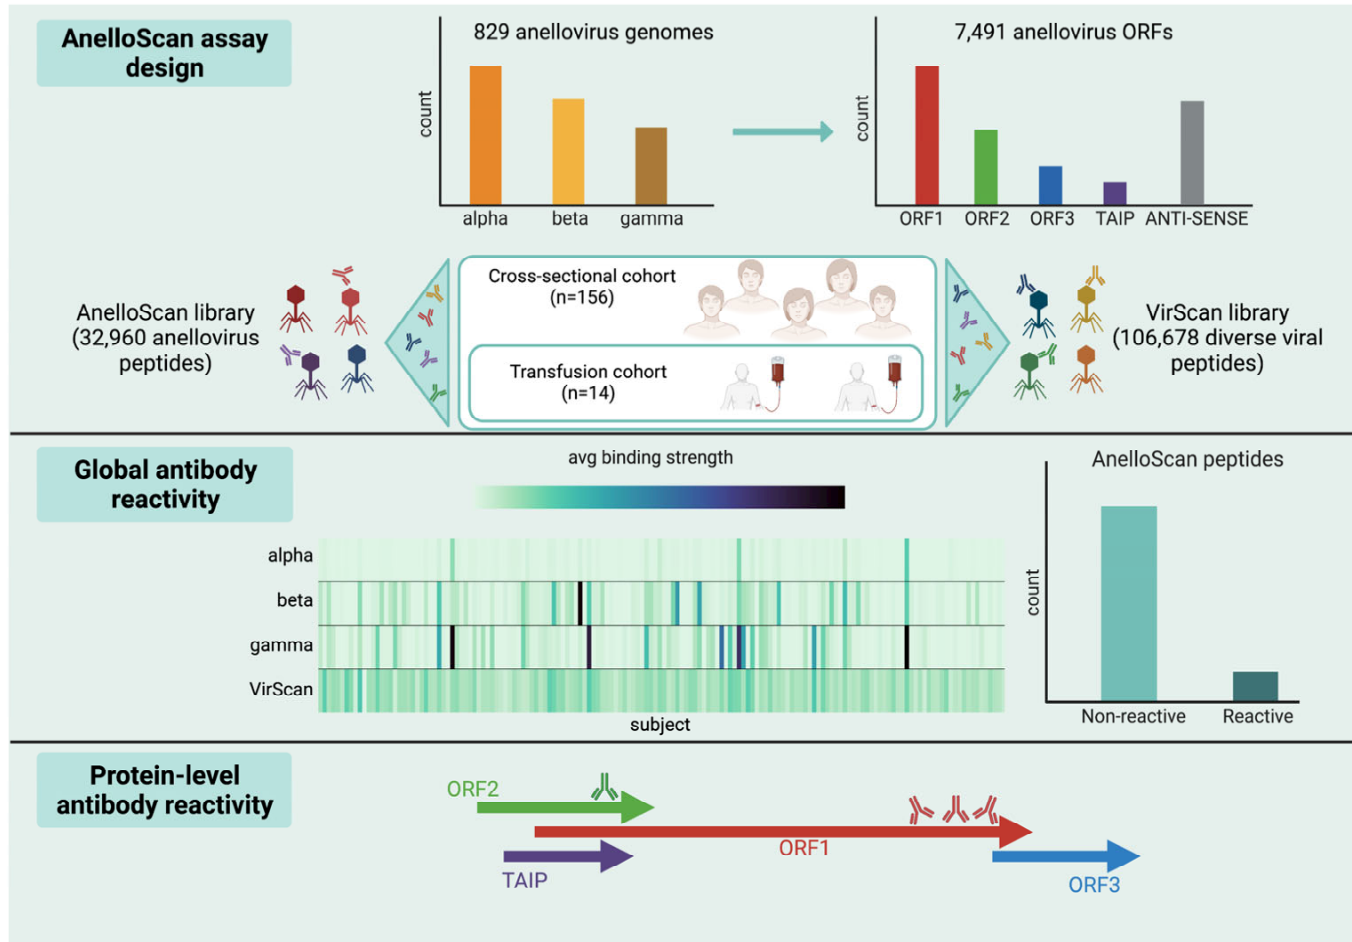 AnelloScan assay
design
829 anellovirus genomes
count
alpha
beta
gamma
7,491 anellovirus ORFs
count
ORF1
ORF2
ORF3
TAIP
ANTI-SENSE
AnelloScan library
(32,960 anellovirus
peptides)
Cross-sectional cohort
(n=156)
Transfusion cohort
(n=14)
VirScan library
(106,678 diverse viral
peptides)
Global antibody
reactivity
avg binding strength
alpha
beta
gamma
VirScan
subject
AnelloScan peptides
count
Non-reactive
Reactive
Protein-level
antibody reactivity
ORF2
ORF1
TAIP
ORF3